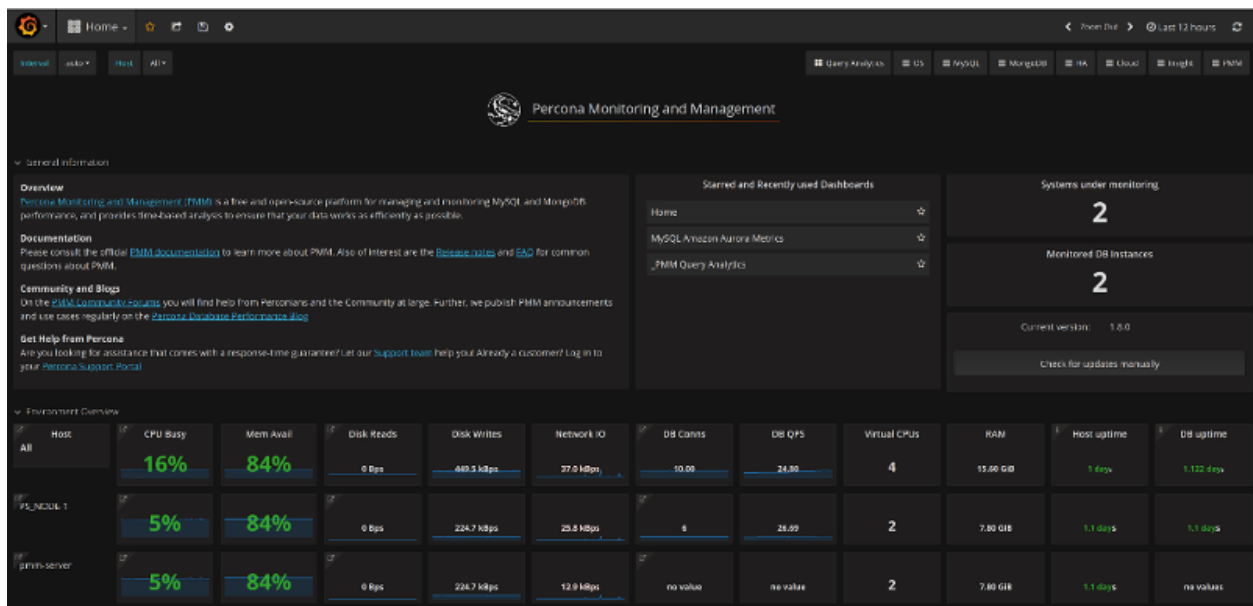 Home
Zoom Out
Last 12 hours
Interval auto Host All
Query Analytics OS MySQL MongoDB HA Cloud Insight PMM
Percona Monitoring and Management
General Information
Overview
Percona Monitoring and Management (PMM) is a free and open-source platform for managing and monitoring MySQL and MongoDB
performance, and provides time-based analysis to ensure that your data works as efficiently as possible.
Documentation
Please consult the official PMM documentation to learn more about PMM. Also of interest are the Release notes and FAQ for common
questions about PMM.
Community and Blogs
On the PMM Community Forums you will find help from Perconians and the Community at large. Further, we publish PMM announcements
and use cases regularly on the Percona Database Performance Blog
Get Help from Percona
Are you looking for assistance that comes with a response-time guarantee? Let our Support team help you! Already a customer? Log in to
your Percona Support Portal
Starred and Recently used Dashboards
Home
MySQL Amazon Aurora Metrics
_PMM Query Analytics
Systems under monitoring
2
Monitored DB Instances
2
Current version: 1.8.0
Check for updates manually
Environment Overview
Host CPU Busy Mem Avail Disk Reads Disk Writes Network IO DB Conns DB QPS Virtual CPUs RAM Host uptime DB uptime
All 16% 84% 0 Bps 449.5 kBps 37.0 kBps 10.00 24.80 4 15.60 GiB 1 days 1.122 days
PS_NODE-1 5% 84% 0 Bps 224.7 kBps 25.8 kBps 6 26.69 2 7.80 GiB 1.1 days 1.1 days
pmm-server 5% 84% 0 Bps 224.7 kBps 12.9 kBps no value no value 2 7.80 GiB 1.1 days no values